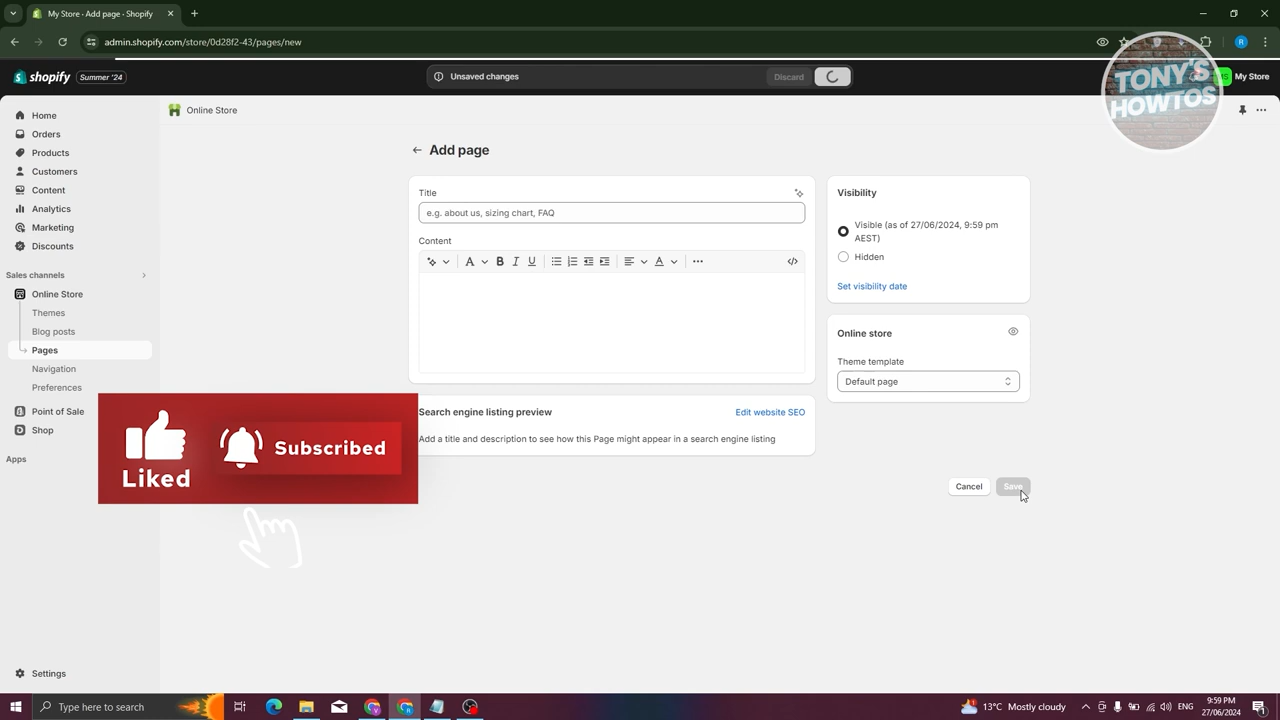 My Store · Pages · Shopify
admin.shopify.com/store/0d28f2-43/pages/new
R
shopify
Summer '24
Unsaved changes
Discard
MS
My Store
TONY'S
HOWTOS
Home
Orders
Products
Customers
Content
Analytics
Marketing
Discounts
Sales channels
Online Store
Themes
Blog posts
Pages
Navigation
Preferences
Point of Sale
Shop
Apps
Settings
Online Store
Add page
Title
e.g. about us, sizing chart, FAQ
Content
A
B
I
U
A
Search engine listing preview
Edit website SEO
Add a title and description to see how this Page might appear in a search engine listing
Visibility
Visible (as of 27/06/2024, 9:59 pm
AEST)
Hidden
Set visibility date
Online store
Theme template
Default page
Cancel
Save
Liked
Subscribed
Type here to search
13°C Mostly cloudy
ENG
9:59 PM
27/06/2024